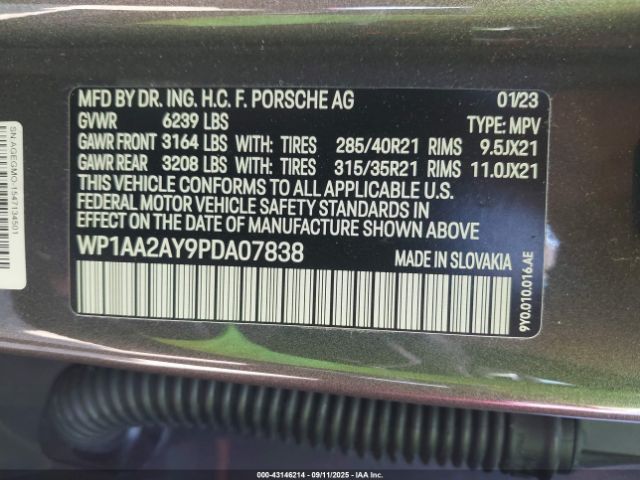 MFD BY DR. ING. H.C. F. PORSCHE AG 01/23
GVWR 6239 LBS TYPE: MPV
GAWR FRONT 3164 LBS WITH: TIRES 285/40R21 RIMS 9.5JX21
GAWR REAR 3208 LBS WITH: TIRES 315/35R21 RIMS 11.0JX21
THIS VEHICLE CONFORMS TO ALL APPLICABLE U.S.
FEDERAL MOTOR VEHICLE SAFETY STANDARDS IN
EFFECT ON THE DATE OF MANUFACTURE SHOWN ABOVE
WP1AA2AY9PDA07838 MADE IN SLOVAKIA
9Y0.010.016.AE
000-43146214 - 09/11/2025 - IAAI.COM